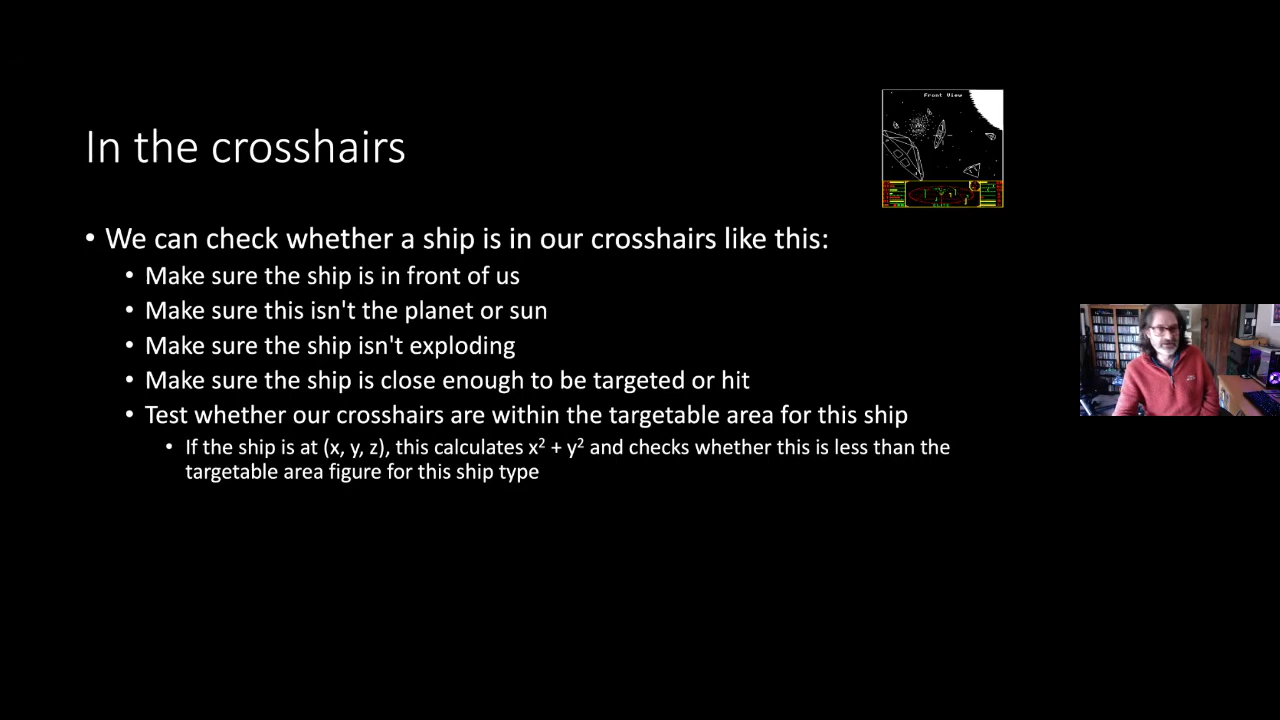 Front View
In the crosshairs
• We can check whether a ship is in our crosshairs like this:
• Make sure the ship is in front of us
• Make sure this isn't the planet or sun
• Make sure the ship isn't exploding
• Make sure the ship is close enough to be targeted or hit
• Test whether our crosshairs are within the targetable area for this ship
• If the ship is at (x, y, z), this calculates x² + y² and checks whether this is less than the
targetable area figure for this ship type
ELITE